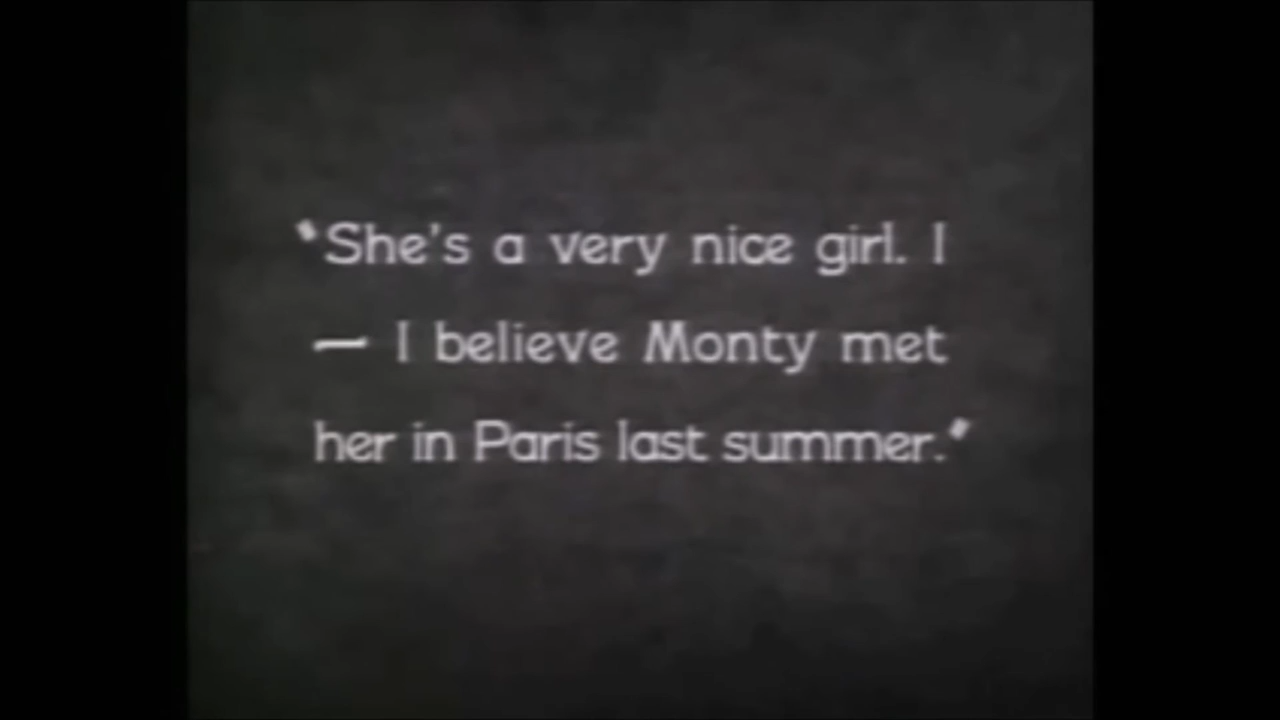 "She's a very nice girl. I
— I believe Monty met
her in Paris last summer."